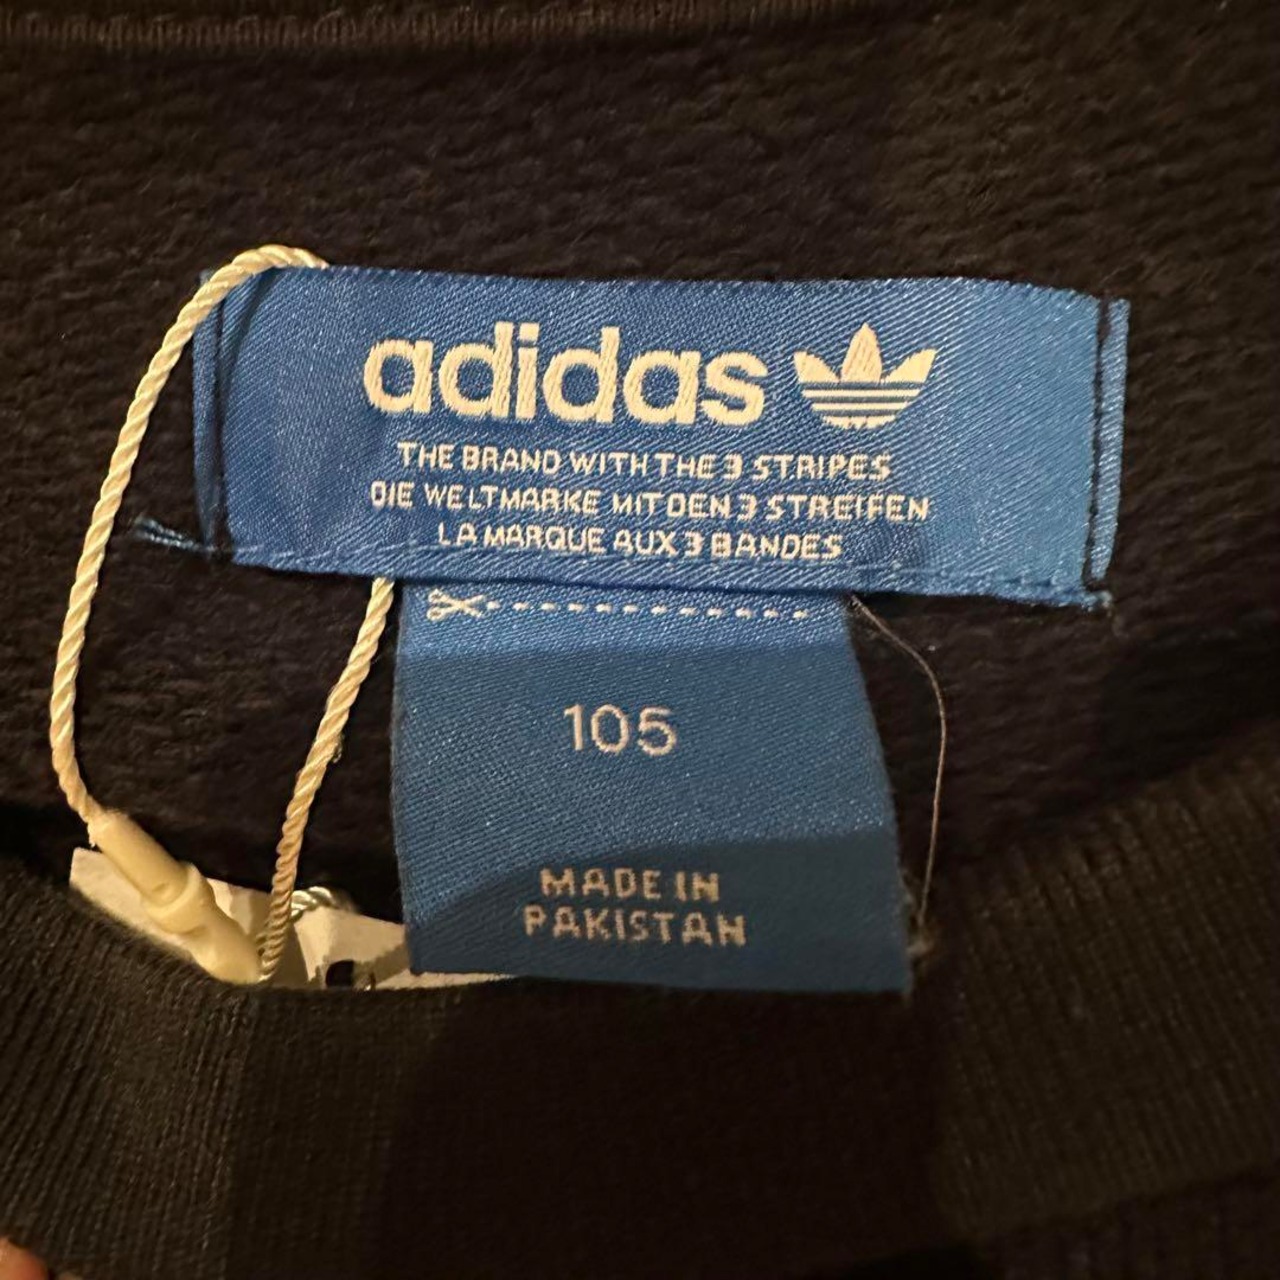 adidas
THE BRAND WITH THE 3 STRIPES
DIE WELTMARKE MIT DEN 3 STREIFEN
LA MARQUE AUX 3 BANDES
105
MADE IN
PAKISTAN